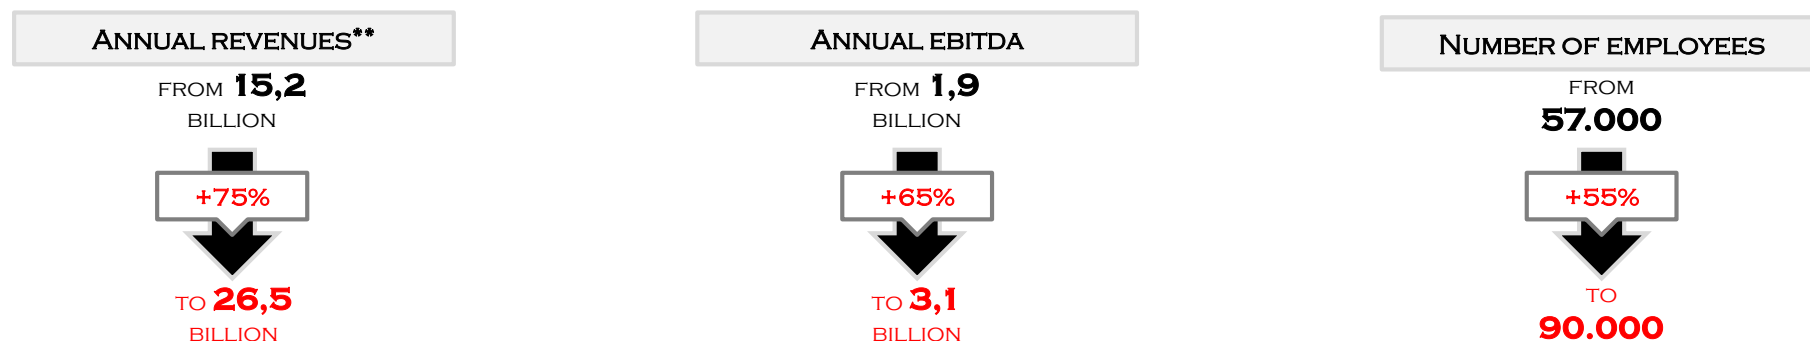 ANNUAL REVENUES**
FROM 15,2
BILLION
+75%
TO 26,5
BILLION
ANNUAL EBITDA
FROM 1,9
BILLION
+65%
TO 3,1
BILLION
NUMBER OF EMPLOYEES
FROM
57.000
+55%
TO
90.000